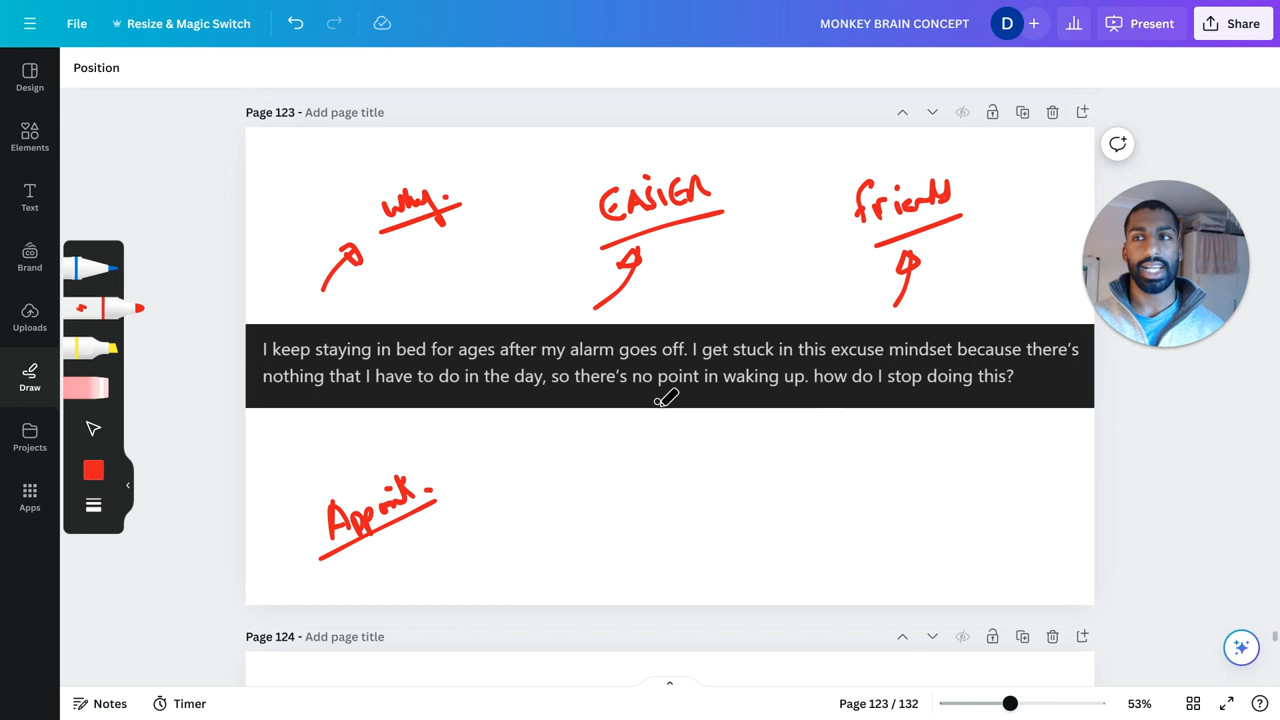 File
Resize & Magic Switch
MONKEY BRAIN CONCEPT
D
Present
Share
Position
Design
Elements
Text
Brand
Uploads
Draw
Projects
Apps
Page 123 - Add page title
why.
EASIER
friends
I keep staying in bed for ages after my alarm goes off. I get stuck in this excuse mindset because there's
nothing that I have to do in the day, so there's no point in waking up. how do I stop doing this?
Appoint.
Page 124 - Add page title
Notes
Timer
Page 123 / 132
53%